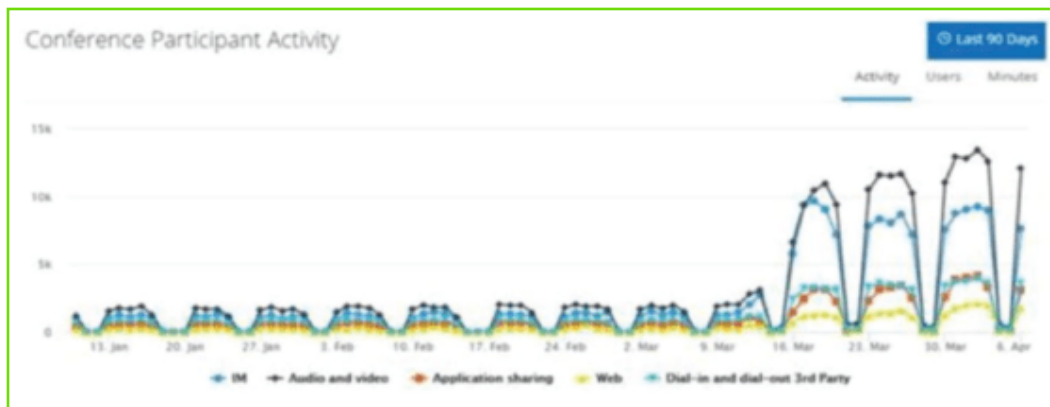 Conference Participant Activity
Last 90 Days
Activity Users Minutes
15k
10k
5k
0
13. Jan 20. Jan 27. Jan 3. Feb 10. Feb 17. Feb 24. Feb 2. Mar 9. Mar 16. Mar 23. Mar 30. Mar 6. Apr
IM Audio and video Application sharing Web Dial-in and dial-out 3rd Party